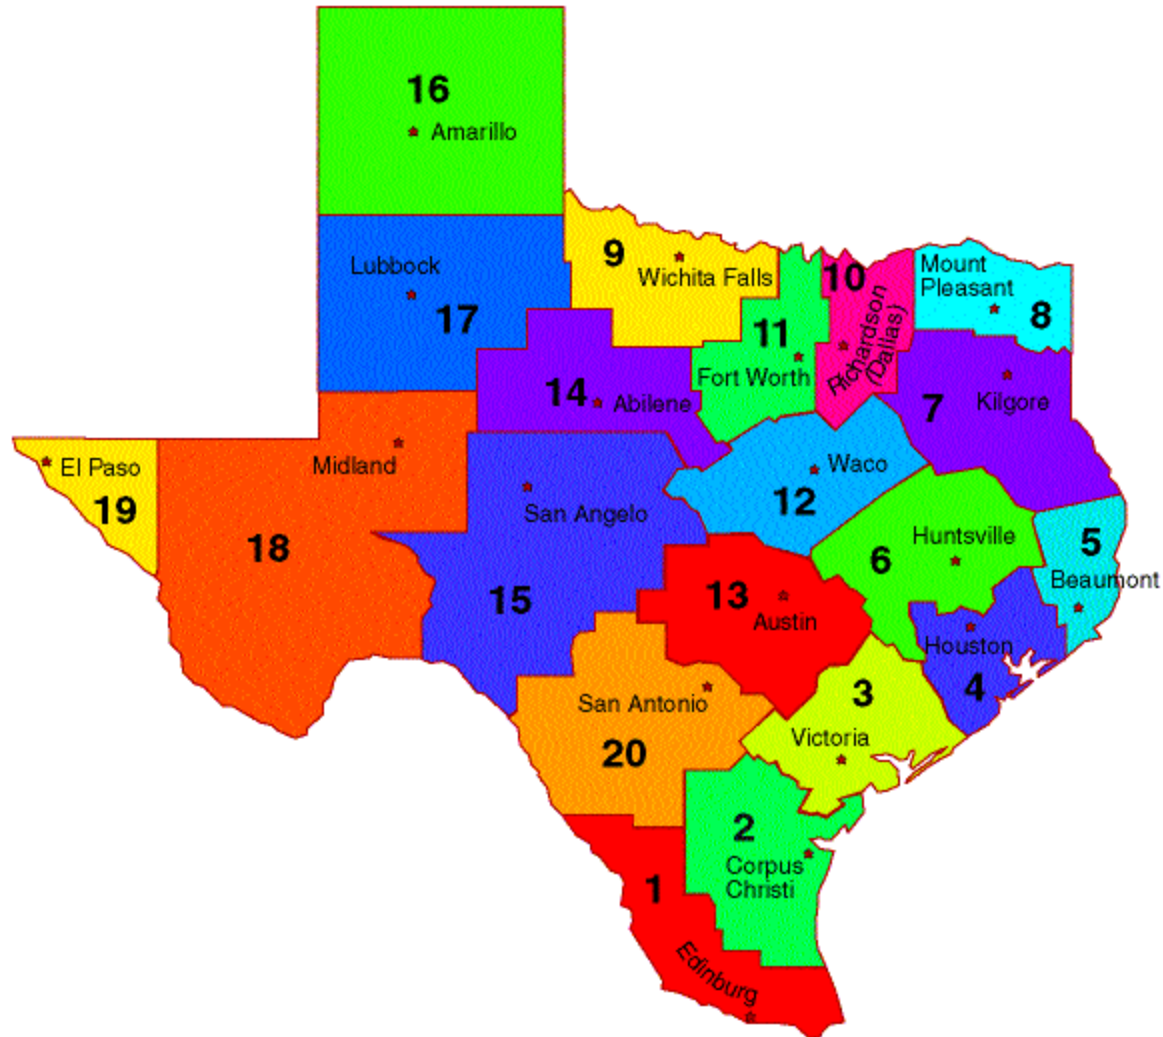 16
Amarillo
Lubbock
17
9
Wichita Falls
10
Richardson
(Dallas)
Mount
Pleasant
8
11
Fort Worth
14
Abilene
7
Kilgore
Midland
El Paso
19
18
San Angelo
15
Waco
12
Huntsville
6
5
Beaumont
13
Austin
Houston
4
San Antonio
20
3
Victoria
2
Corpus
Christi
1
Edinburg